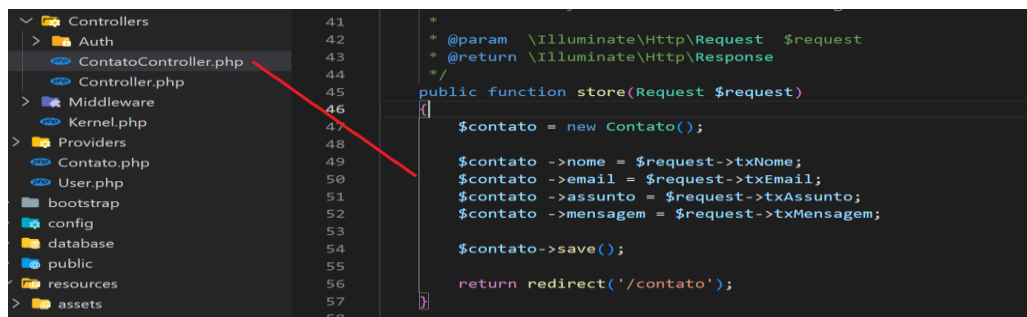 Controllers
Auth
ContatoController.php
Controller.php
Middleware
Kernel.php
Providers
Contato.php
User.php
bootstrap
config
database
public
resources
assets
41 *
42 * @param \Illuminate\Http\Request $request
43 * @return \Illuminate\Http\Response
44 */
45 public function store(Request $request)
46 {
47 $contato = new Contato();
48
49 $contato ->nome = $request->txNome;
50 $contato ->email = $request->txEmail;
51 $contato ->assunto = $request->txAssunto;
52 $contato ->mensagem = $request->txMensagem;
53
54 $contato->save();
55
56 return redirect('/contato');
57 }